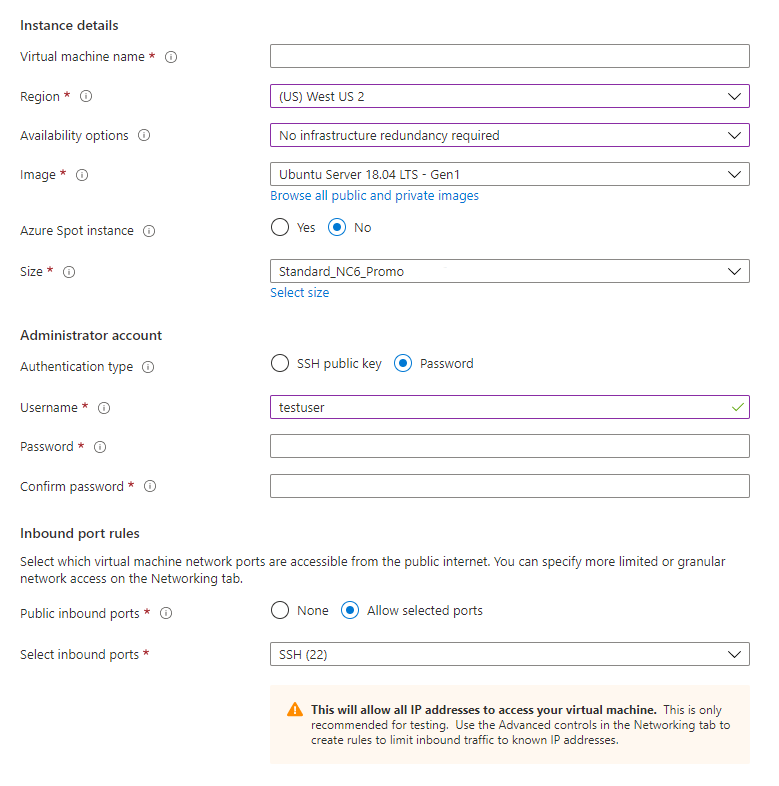 Instance details
Virtual machine name *
Region * (US) West US 2
Availability options No infrastructure redundancy required
Image * Ubuntu Server 18.04 LTS - Gen1
Browse all public and private images
Azure Spot instance Yes No
Size * Standard_NC6_Promo
Select size
Administrator account
Authentication type SSH public key Password
Username * testuser
Password *
Confirm password *
Inbound port rules
Select which virtual machine network ports are accessible from the public internet. You can specify more limited or granular
network access on the Networking tab.
Public inbound ports * None Allow selected ports
Select inbound ports * SSH (22)
This will allow all IP addresses to access your virtual machine. This is only
recommended for testing. Use the Advanced controls in the Networking tab to
create rules to limit inbound traffic to known IP addresses.